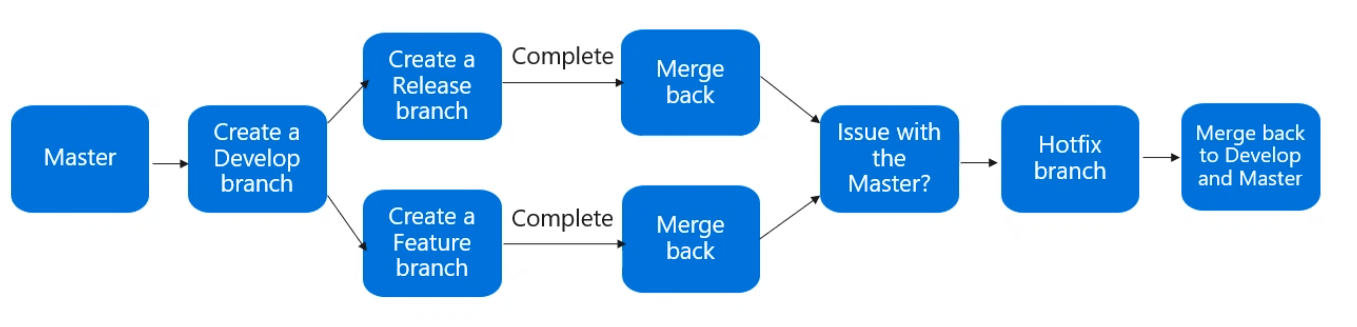 Master
Create a
Develop
branch
Create a
Release
branch
Complete
Merge
back
Create a
Feature
branch
Complete
Merge
back
Issue with
the
Master?
Hotfix
branch
Merge back
to Develop
and Master